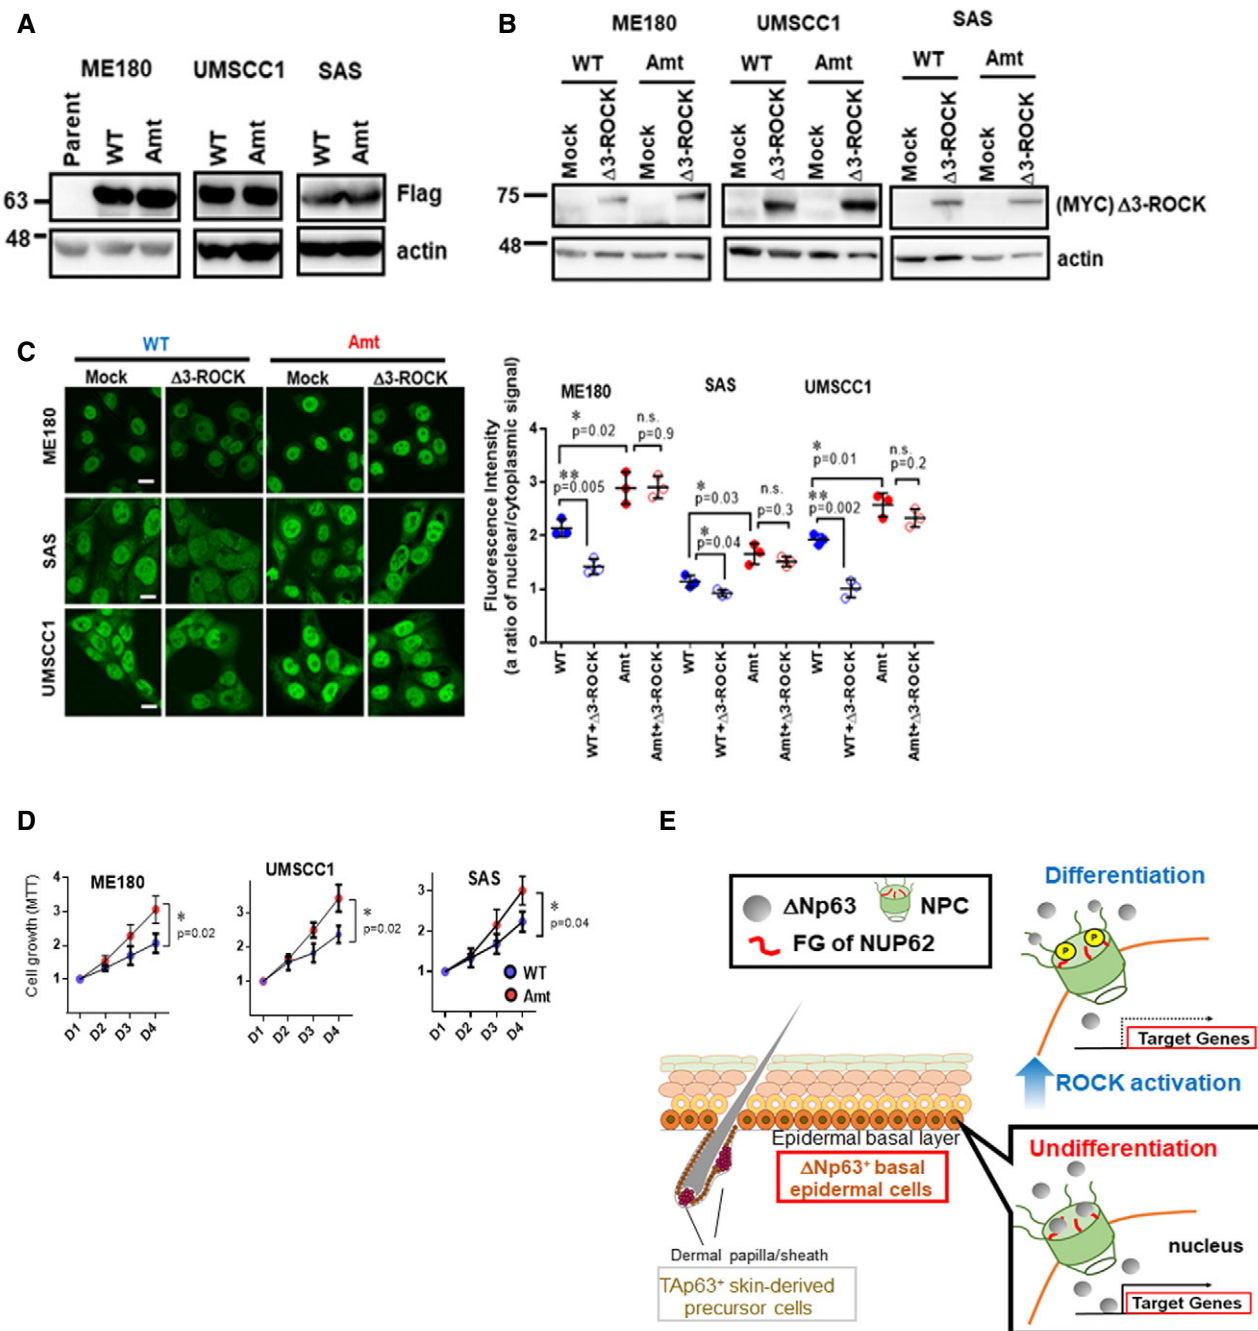 A
ME180 UMSCC1 SAS
Parent WT Amt WT Amt WT Amt
63
Flag
48
actin
B
ME180 UMSCC1 SAS
WT Amt WT Amt WT Amt
Mock Δ3-ROCK Mock Δ3-ROCK Mock Δ3-ROCK Mock Δ3-ROCK Mock Δ3-ROCK Mock Δ3-ROCK
75
(MYC) Δ3-ROCK
48
actin
C
WT Amt
Mock Δ3-ROCK Mock Δ3-ROCK
ME180
SAS
UMSCC1
Fluorescence Intensity
(a ratio of nuclear/cytoplasmic signal)
ME180 SAS UMSCC1
4
3
2
1
0
*
p=0.02
n.s.
p=0.9
**
p=0.005
*
p=0.03
n.s.
p=0.3
*
p=0.04
*
p=0.01
n.s.
p=0.2
**
p=0.002
WT WT+Δ3-ROCK Amt Amt+Δ3-ROCK WT WT+Δ3-ROCK Amt Amt+Δ3-ROCK WT WT+Δ3-ROCK Amt Amt+Δ3-ROCK
D
Cell growth (MTT)
ME180
4
3
2
1
*
p=0.02
D1 D2 D3 D4
UMSCC1
3
2
1
*
p=0.02
D1 D2 D3 D4
SAS
3
2
1
*
p=0.04
WT
Amt
D1 D2 D3 D4
E
ΔNp63 NPC
FG of NUP62
Differentiation
P P
Target Genes
ROCK activation
Epidermal basal layer
ΔNp63+ basal
epidermal cells
Undifferentiation
nucleus
Target Genes
Dermal papilla/sheath
TAp63+ skin-derived
precursor cells